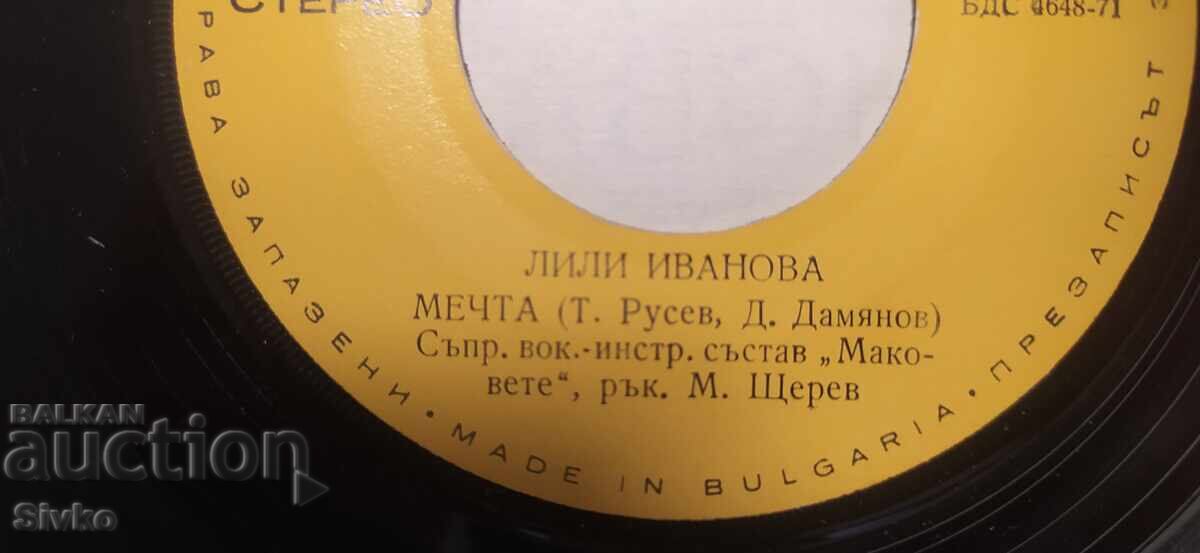 СТЕРЕО
БДС 4648-71
ЛИЛИ ИВАНОВА
МЕЧТА (Т. Русев, Д. Дамянов)
Съпр. вок.-инстр. състав „Мако-
вете“, рък. М. Щерев
РАВА ЗАПАЗЕНИ • MADE IN BULGARIA • ПРЕЗАПИСЪТ З
BALKAN
auction
Sivko